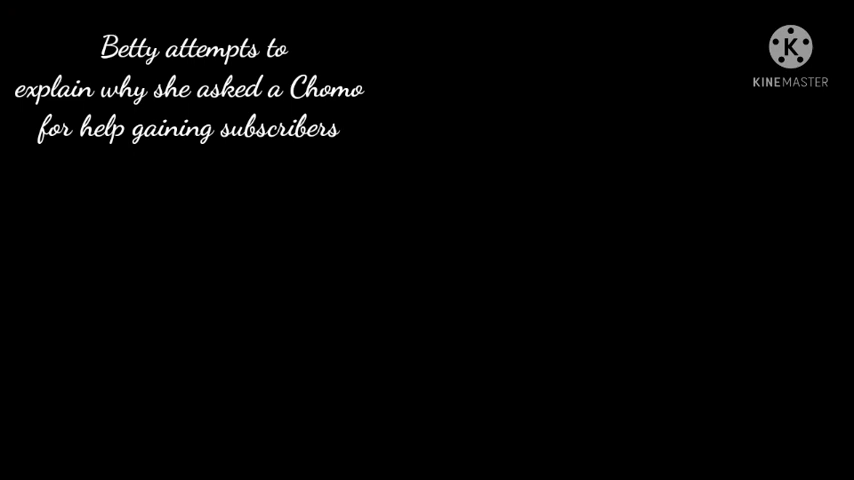 Betty attempts to
explain why she asked a Chomo
for help gaining subscribers
K
KINEMASTER